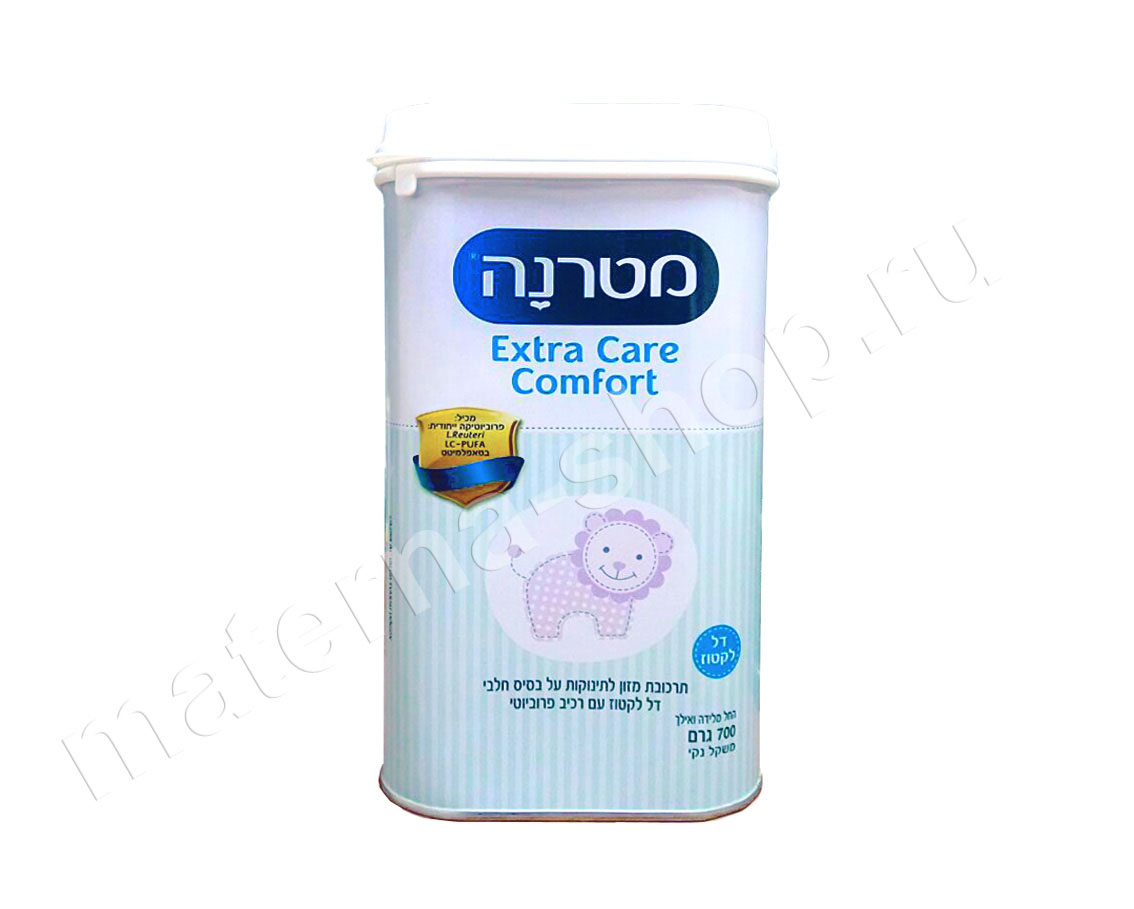 מטרנָה®
Extra Care
Comfort
מכיל:
פרוביוטיקה ייחודית:
L.Reuteri
LC-PUFA
בטאפלמיטט
דל
לקטוז
תרכובת מזון לתינוקות על בסיס חלבי
דל לקטוז עם רכיב פרוביוטי
החל מלידה ואילך
700 גרם
משקל נקי
materna-shop.ru